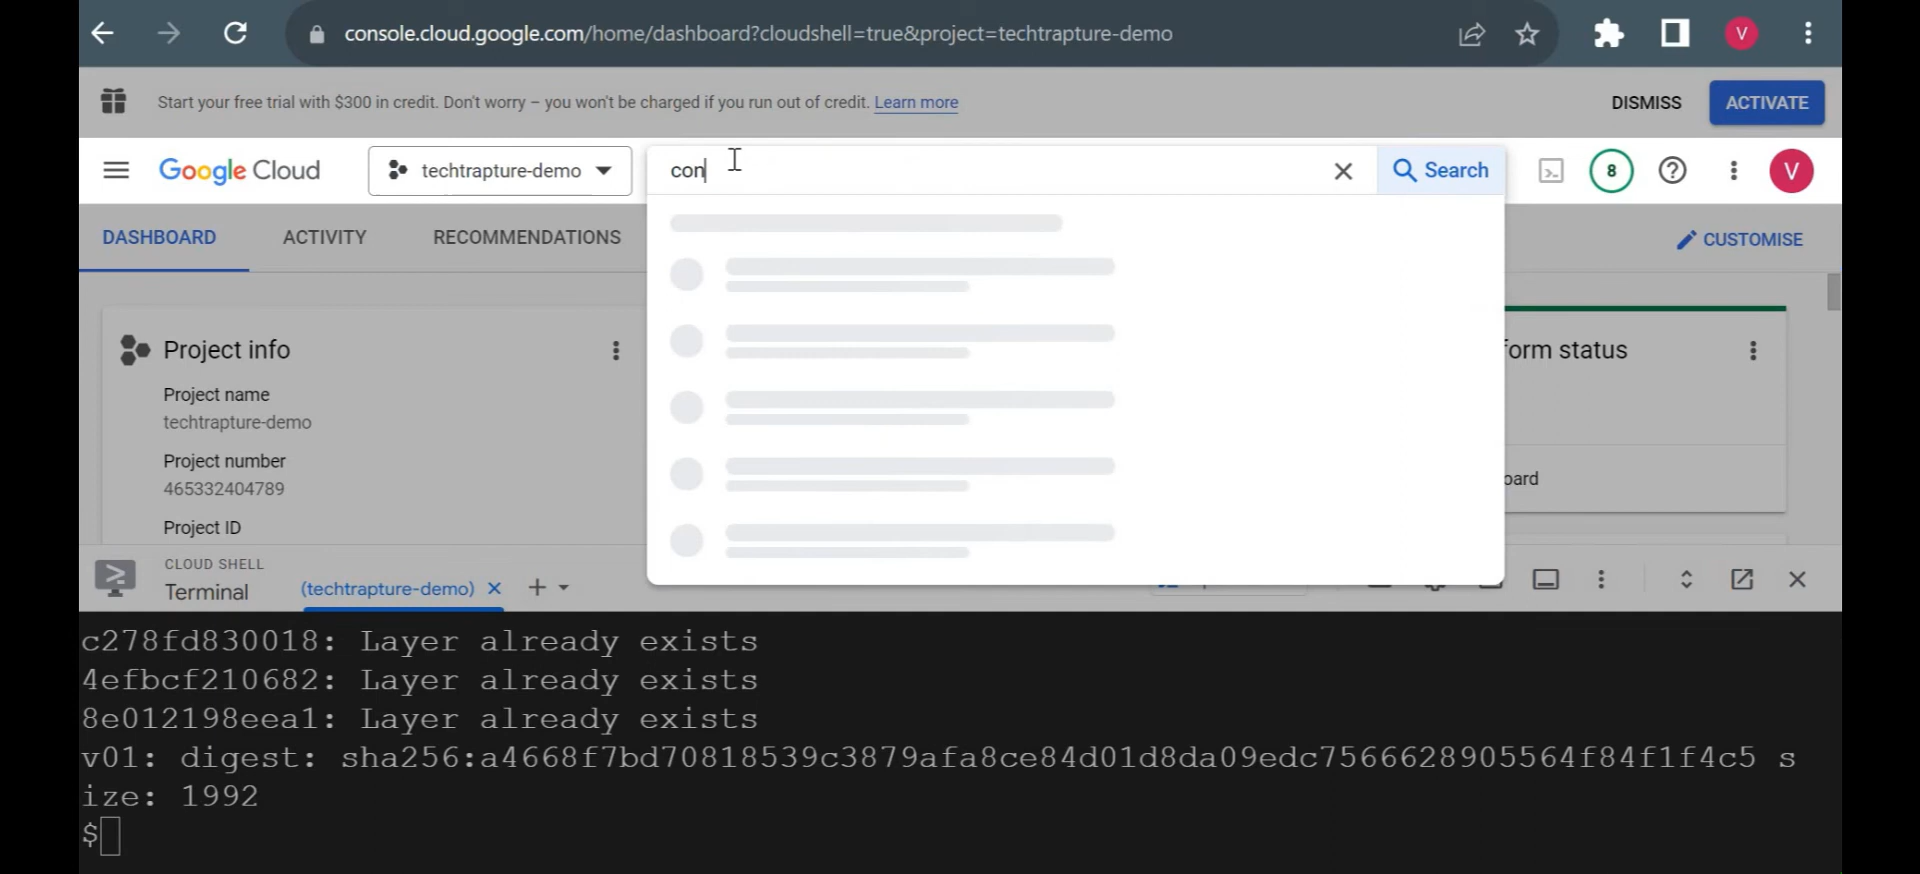 console.cloud.google.com/home/dashboard?cloudshell=true&project=techtrapture-demo
V
Start your free trial with $300 in credit. Don't worry – you won't be charged if you run out of credit. Learn more
DISMISS
ACTIVATE
Google Cloud
techtrapture-demo
con
Search
8
V
DASHBOARD
ACTIVITY
RECOMMENDATIONS
CUSTOMISE
Project info
form status
Project name
techtrapture-demo
Project number
465332404789
oard
Project ID
CLOUD SHELL
Terminal
(techtrapture-demo)
c278fd830018: Layer already exists
4efbcf210682: Layer already exists
8e012198eea1: Layer already exists
v01: digest: sha256:a4668f7bd70818539c3879afa8ce84d01d8da09edc7566628905564f84f1f4c5 s
ize: 1992
$